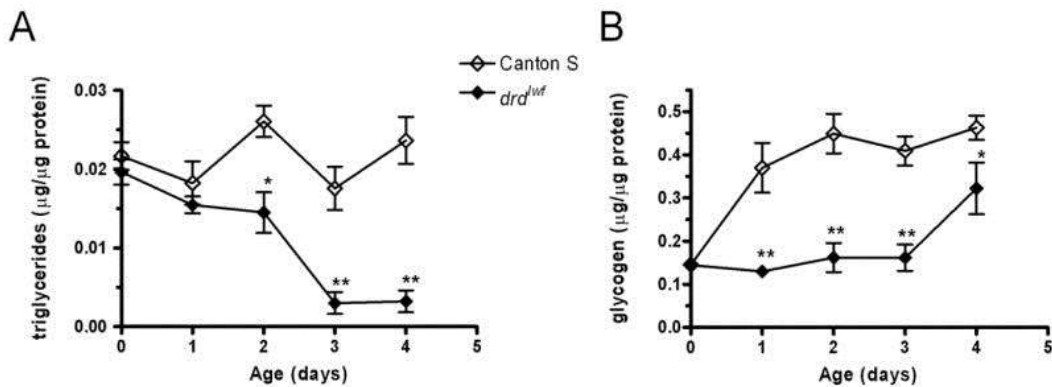 A
B
Canton S
drd^lwf
triglycerides (µg/µg protein)
0.03
0.02
0.01
0.00
*
**
**
0 1 2 3 4 5
Age (days)
glycogen (µg/µg protein)
0.5
0.4
0.3
0.2
0.1
0.0
**
**
**
*
0 1 2 3 4 5
Age (days)